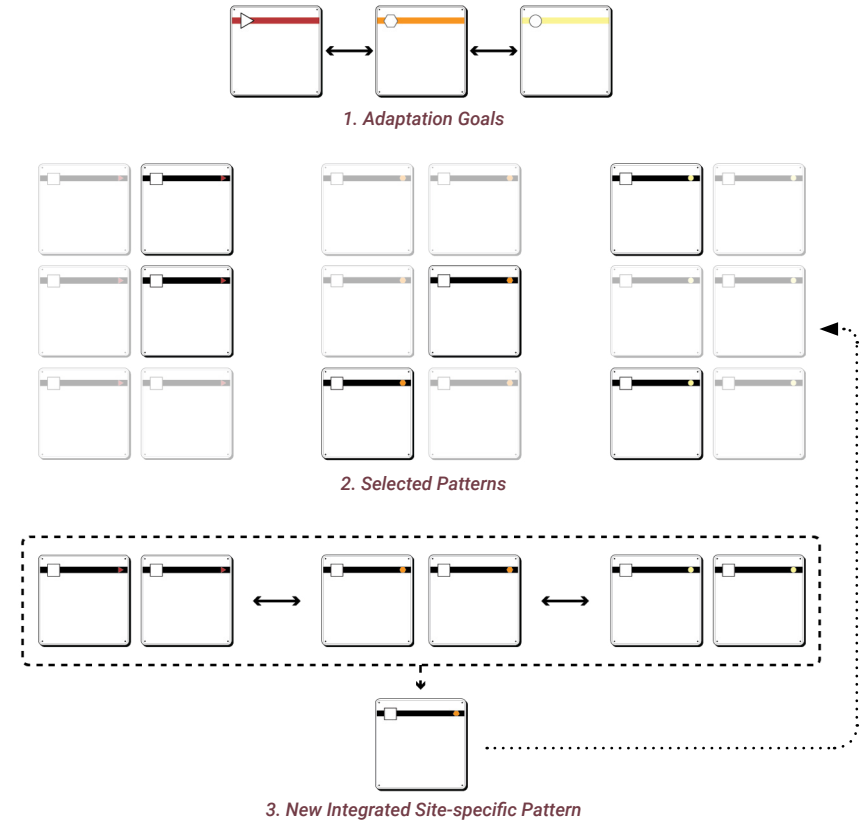 1. Adaptation Goals
2. Selected Patterns
3. New Integrated Site-specific Pattern